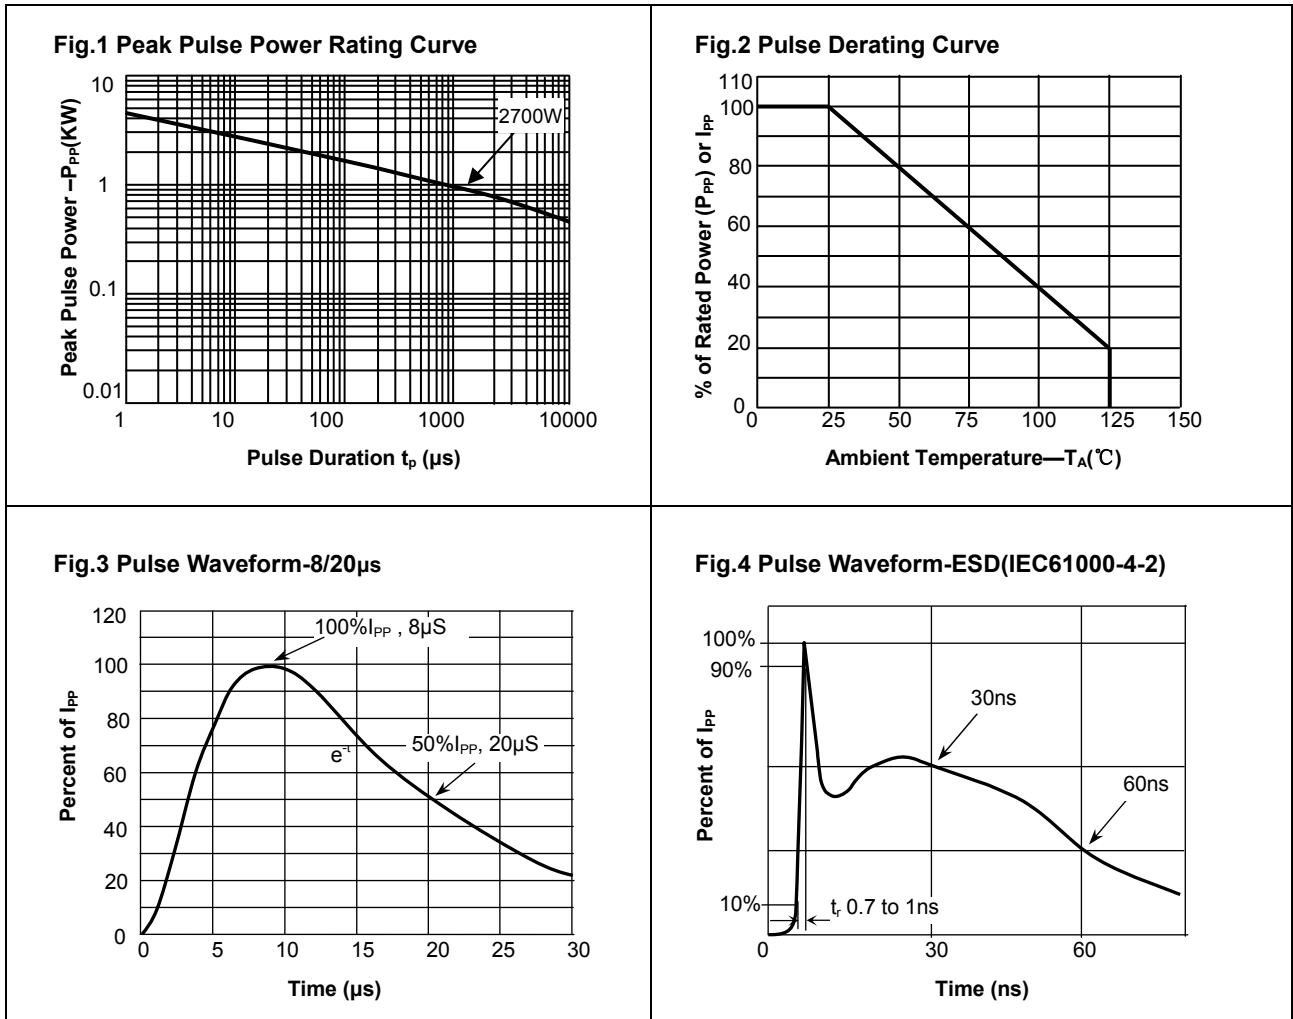 Fig.1 Peak Pulse Power Rating Curve
Peak Pulse Power –PPP(KW)
10
1
0.1
0.01
2700W
1 10 100 1000 10000
Pulse Duration tp (µs)
Fig.2 Pulse Derating Curve
% of Rated Power (PPP) or IPP
110
100
80
60
40
20
0
0 25 50 75 100 125 150
Ambient Temperature—TA(℃)
Fig.3 Pulse Waveform-8/20µs
Percent of IPP
120
100
80
60
40
20
0
100%IPP , 8µS
e-t
50%IPP, 20µS
0 5 10 15 20 25 30
Time (µs)
Fig.4 Pulse Waveform-ESD(IEC61000-4-2)
Percent of IPP
100%
90%
10%
30ns
60ns
tr 0.7 to 1ns
0 30 60
Time (ns)